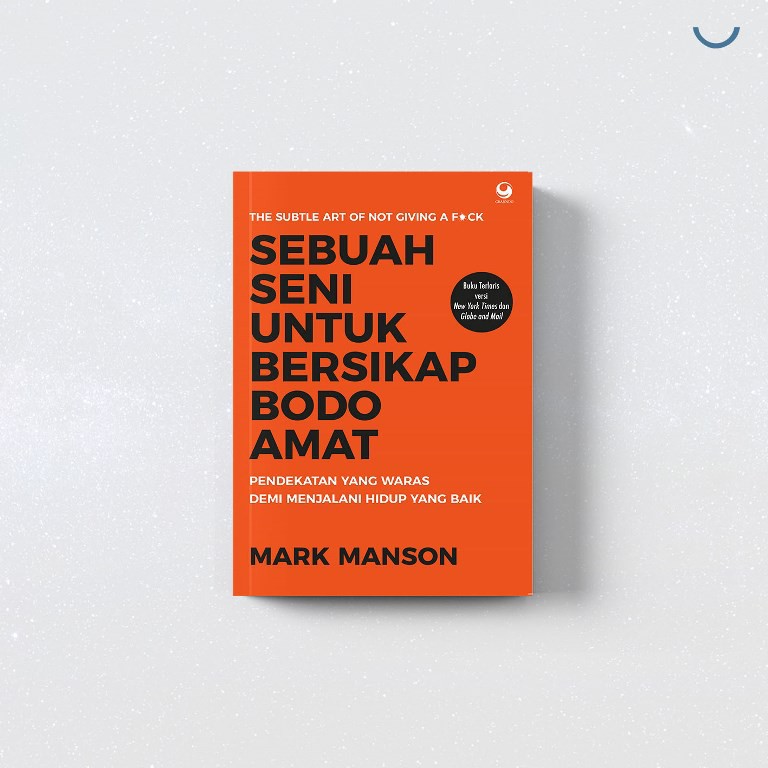 THE SUBTLE ART OF NOT GIVING A F*CK
SEBUAH
SENI
UNTUK
BERSIKAP
BODO
AMAT
Buku Terlaris
versi
New York Times dan
Globe and Mail
PENDEKATAN YANG WARAS
DEMI MENJALANI HIDUP YANG BAIK
MARK MANSON